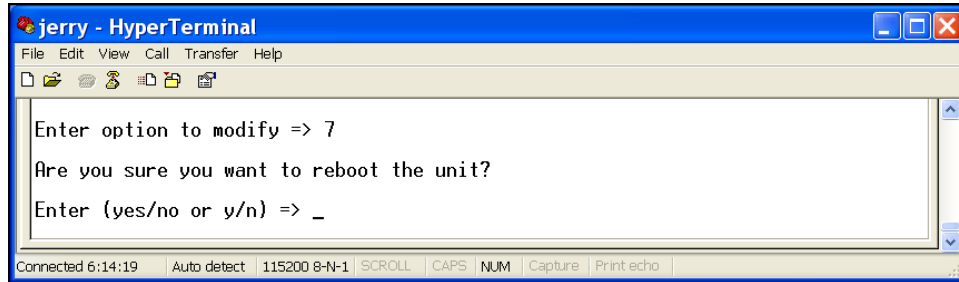 jerry - HyperTerminal
File Edit View Call Transfer Help
Enter option to modify => 7
Are you sure you want to reboot the unit?
Enter (yes/no or y/n) => _
Connected 6:14:19 Auto detect 115200 8-N-1 SCROLL CAPS NUM Capture Print echo